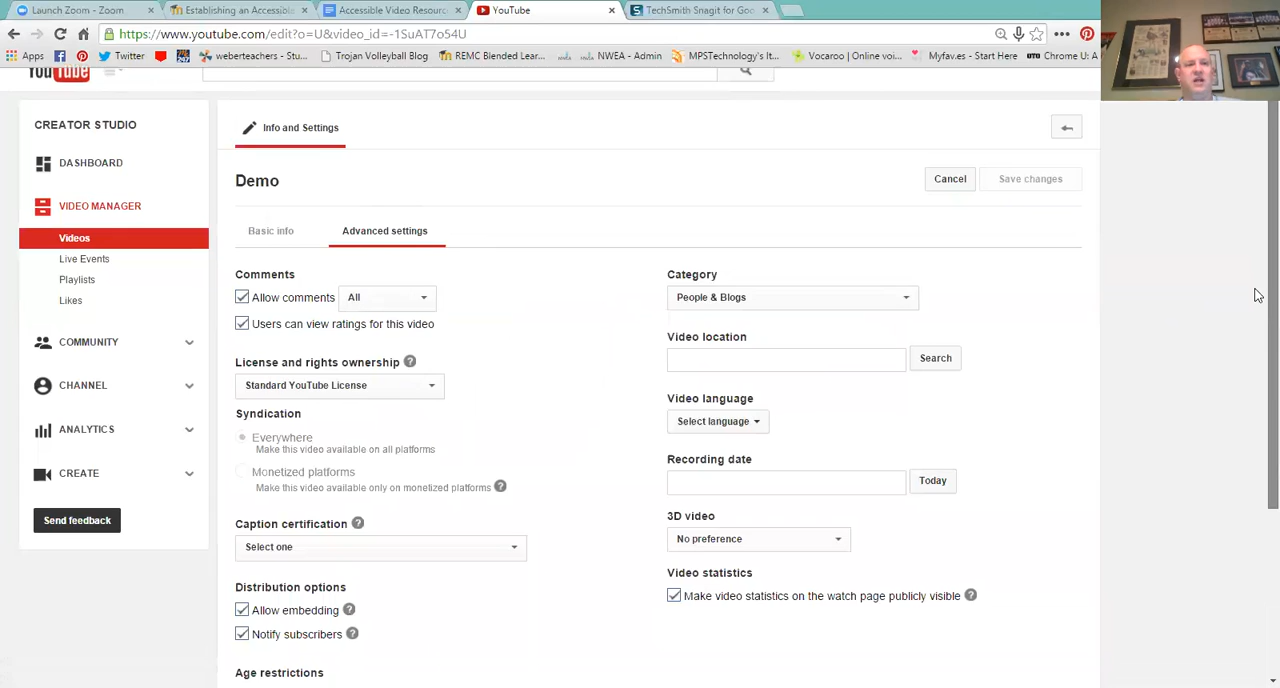 Launch Zoom - Zoom
Establishing an Accessible
Accessible Video Resourc
YouTube
TechSmith Snagit for Goo
https://www.youtube.com/edit?o=U&video_id=-1SuAT7o54U
Apps
Twitter
weberteachers - Stu...
Trojan Volleyball Blog
REMC Blended Lear...
NWEA - Admin
MPSTechnology's It...
Vocaroo | Online voi...
Myfav.es - Start Here
Chrome U: A
YouTube
CREATOR STUDIO
DASHBOARD
VIDEO MANAGER
Videos
Live Events
Playlists
Likes
COMMUNITY
CHANNEL
ANALYTICS
CREATE
Send feedback
Info and Settings
Demo
Cancel
Save changes
Basic info
Advanced settings
Comments
Allow comments
All
Users can view ratings for this video
License and rights ownership ?
Standard YouTube License
Syndication
Everywhere
Make this video available on all platforms
Monetized platforms
Make this video available only on monetized platforms ?
Caption certification ?
Select one
Distribution options
Allow embedding ?
Notify subscribers ?
Age restrictions
Category
People & Blogs
Video location
Search
Video language
Select language
Recording date
Today
3D video
No preference
Video statistics
Make video statistics on the watch page publicly visible ?